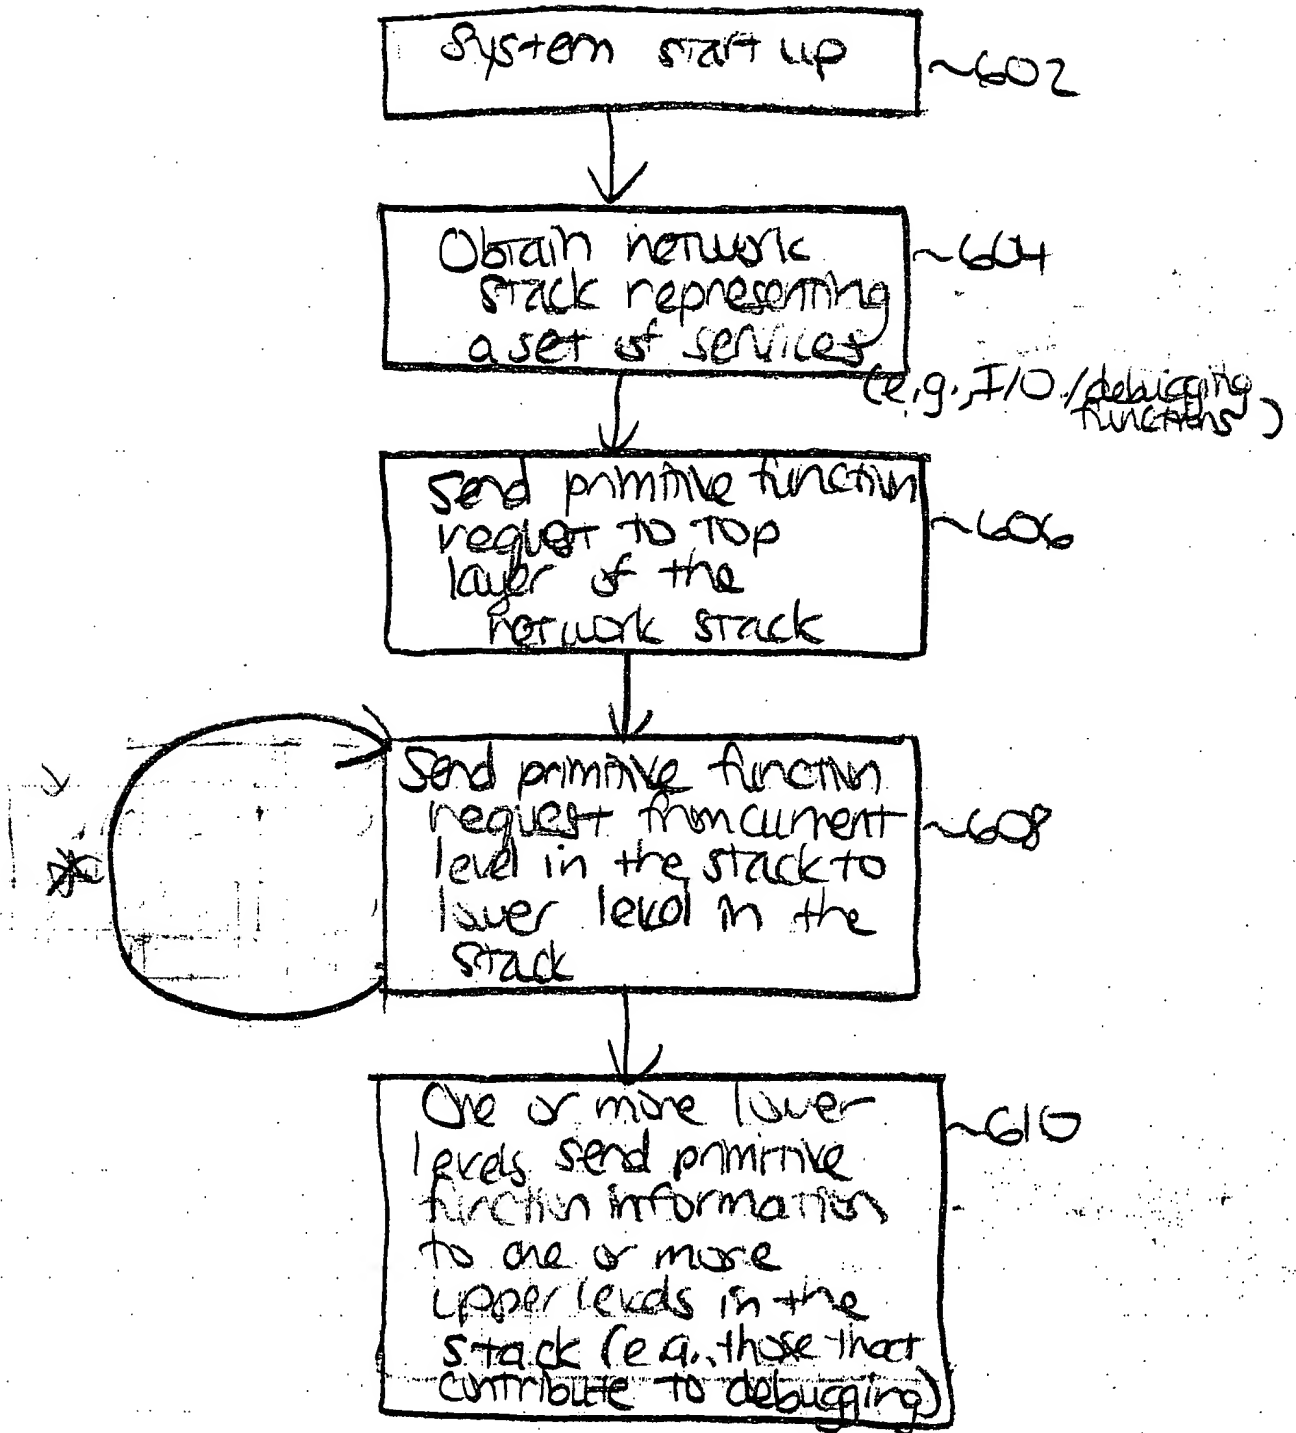 System start up
~602
Obtain network
~604
stack representing
a set of services
(e.g., I/O /debugging
functions)
Send primitive function
request to top
~606
layer of the
network stack
Send primitive function
request from current
~608
level in the stack to
lower level in the
stack
*
One or more lower
~610
levels send primitive
function information
to one or more
upper levels in the
stack (e.g., those that
contribute to debugging)